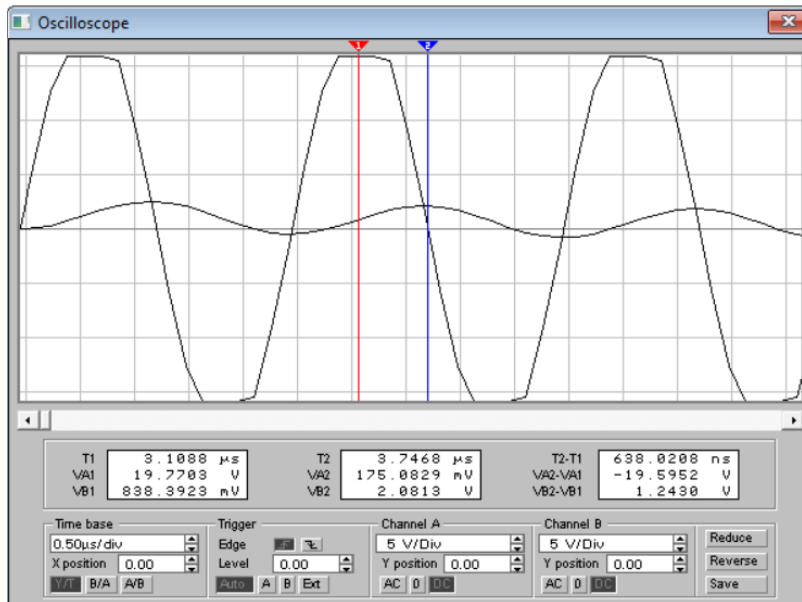 Oscilloscope
1 2
T1 3.1088 µs T2 3.7468 µs T2-T1 638.0208 ns
VA1 19.7703 V VA2 175.0829 mV VA2-VA1 -19.5952 V
VB1 838.3923 mV VB2 2.0813 V VB2-VB1 1.2430 V
Time base Trigger Channel A Channel B
0.50µs/div Edge 5 V/Div 5 V/Div Reduce
X position 0.00 Level 0.00 Y position 0.00 Y position 0.00 Reverse
Y/T B/A A/B Auto A B Ext AC 0 DC AC 0 DC Save